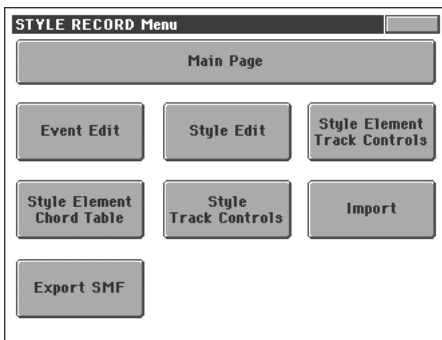 STYLE RECORD Menu
Main Page
Event Edit
Style Edit
Style Element
Track Controls
Style Element
Chord Table
Style
Track Controls
Import
Export SMF